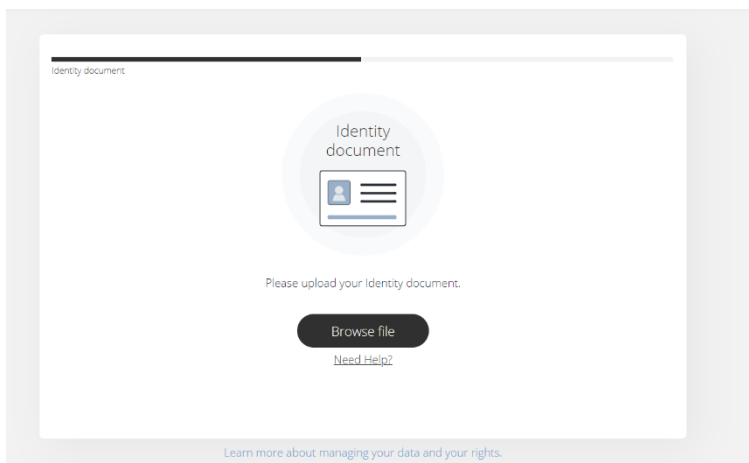 Identity document
Identity
document
Please upload your Identity document.
Browse file
Need Help?
Learn more about managing your data and your rights.